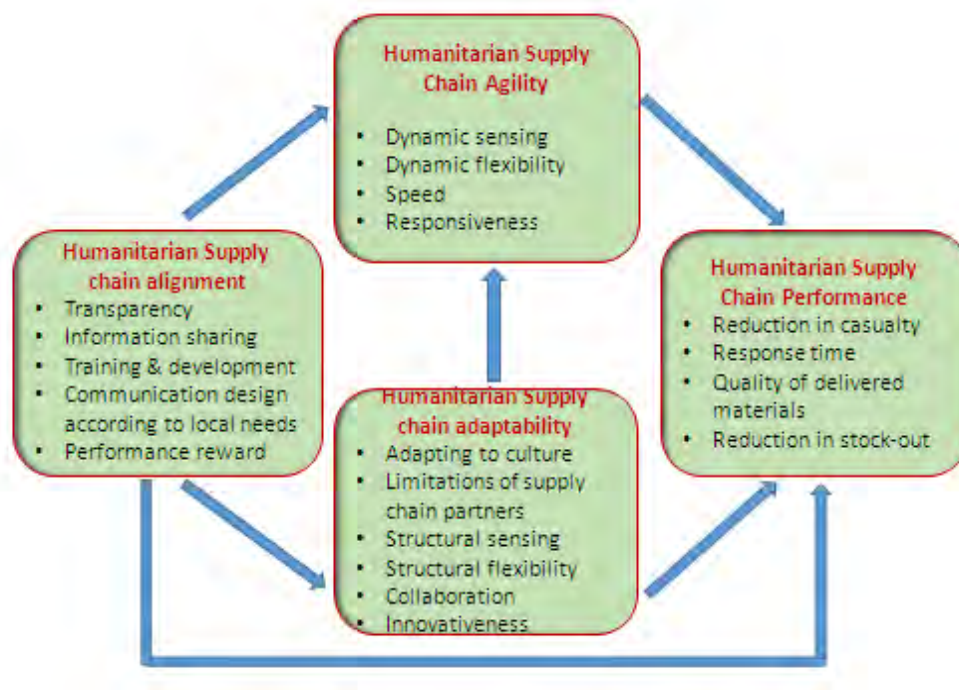 Humanitarian Supply
Chain Agility
• Dynamic sensing
• Dynamic flexibility
• Speed
• Responsiveness
Humanitarian Supply
chain alignment
• Transparency
• Information sharing
• Training & development
• Communication design
according to local needs
• Performance reward
Humanitarian Supply
chain adaptability
• Adapting to culture
• Limitations of supply
chain partners
• Structural sensing
• Structural flexibility
• Collaboration
• Innovativeness
Humanitarian Supply
Chain Performance
• Reduction in casualty
• Response time
• Quality of delivered
materials
• Reduction in stock-out